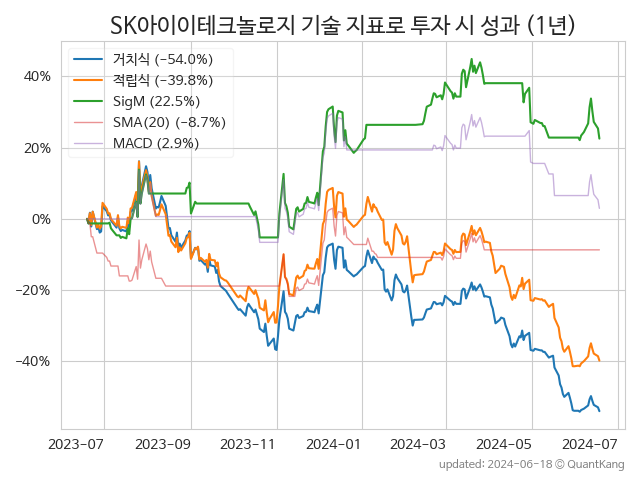 SK아이이테크놀로지 기술 지표로 투자 시 성과 (1년)
거치식 (−54.0%)
적립식 (−39.8%)
SigM (22.5%)
SMA(20) (−8.7%)
MACD (2.9%)
40%
20%
0%
−20%
−40%
2023-07 2023-09 2023-11 2024-01 2024-03 2024-05 2024-07
updated: 2024-06-18 © QuantKang